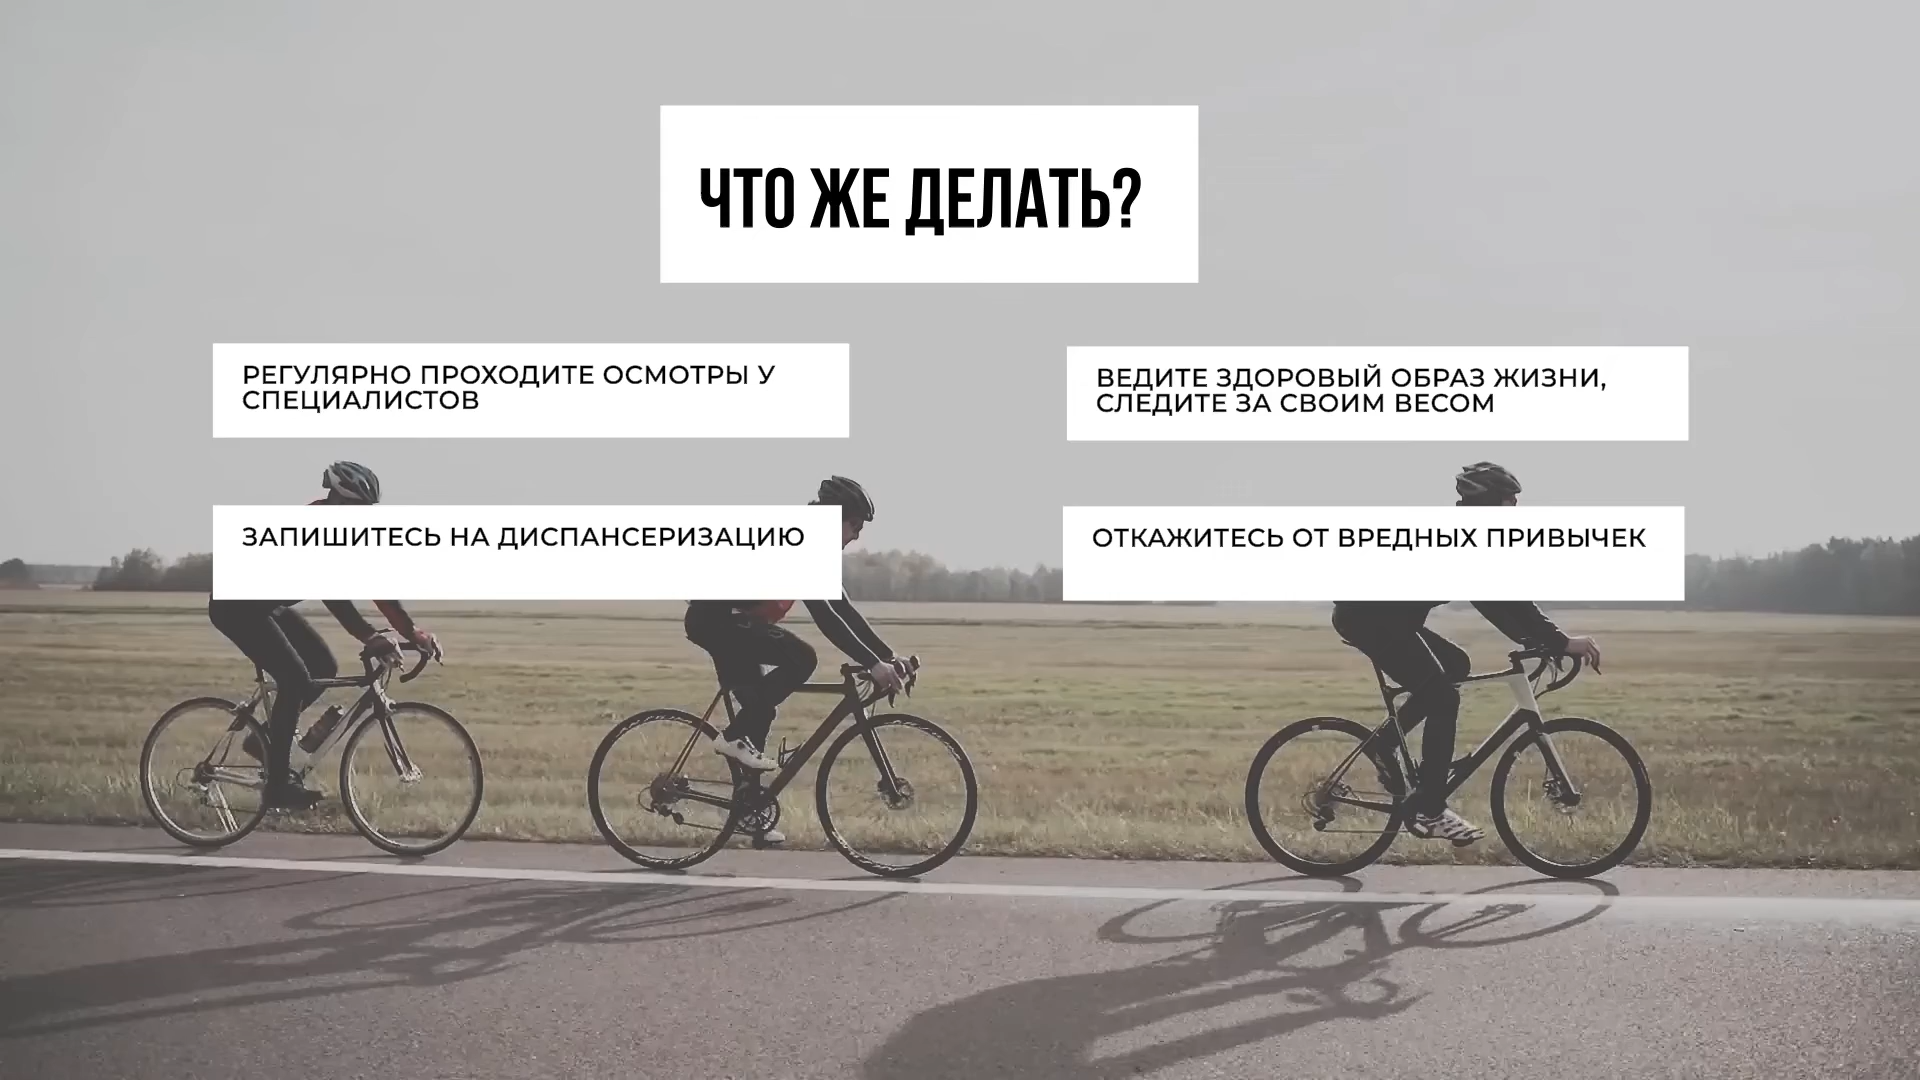 ЧТО ЖЕ ДЕЛАТЬ?
РЕГУЛЯРНО ПРОХОДИТЕ ОСМОТРЫ У
СПЕЦИАЛИСТОВ
ЗАПИШИТЕСЬ НА ДИСПАНСЕРИЗАЦИЮ
ВЕДИТЕ ЗДОРОВЫЙ ОБРАЗ ЖИЗНИ,
СЛЕДИТЕ ЗА СВОИМ ВЕСОМ
ОТКАЖИТЕСЬ ОТ ВРЕДНЫХ ПРИВЫЧЕК